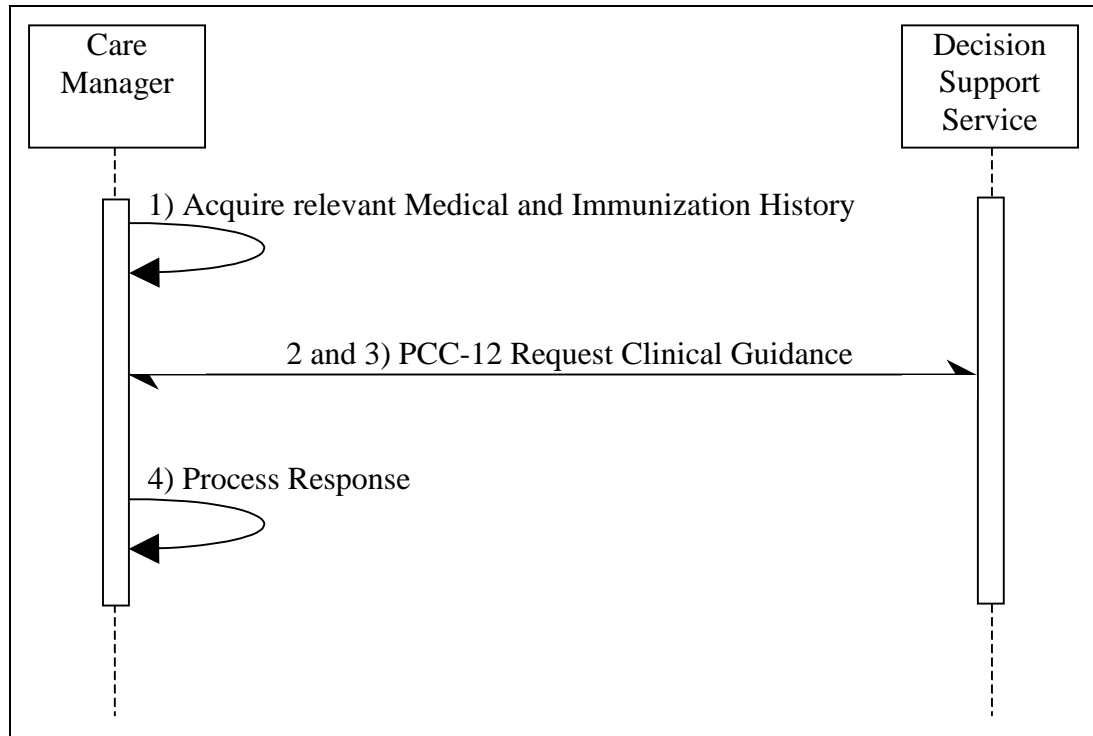 Care
Manager
Decision
Support
Service
1) Acquire relevant Medical and Immunization History
2 and 3) PCC-12 Request Clinical Guidance
4) Process Response